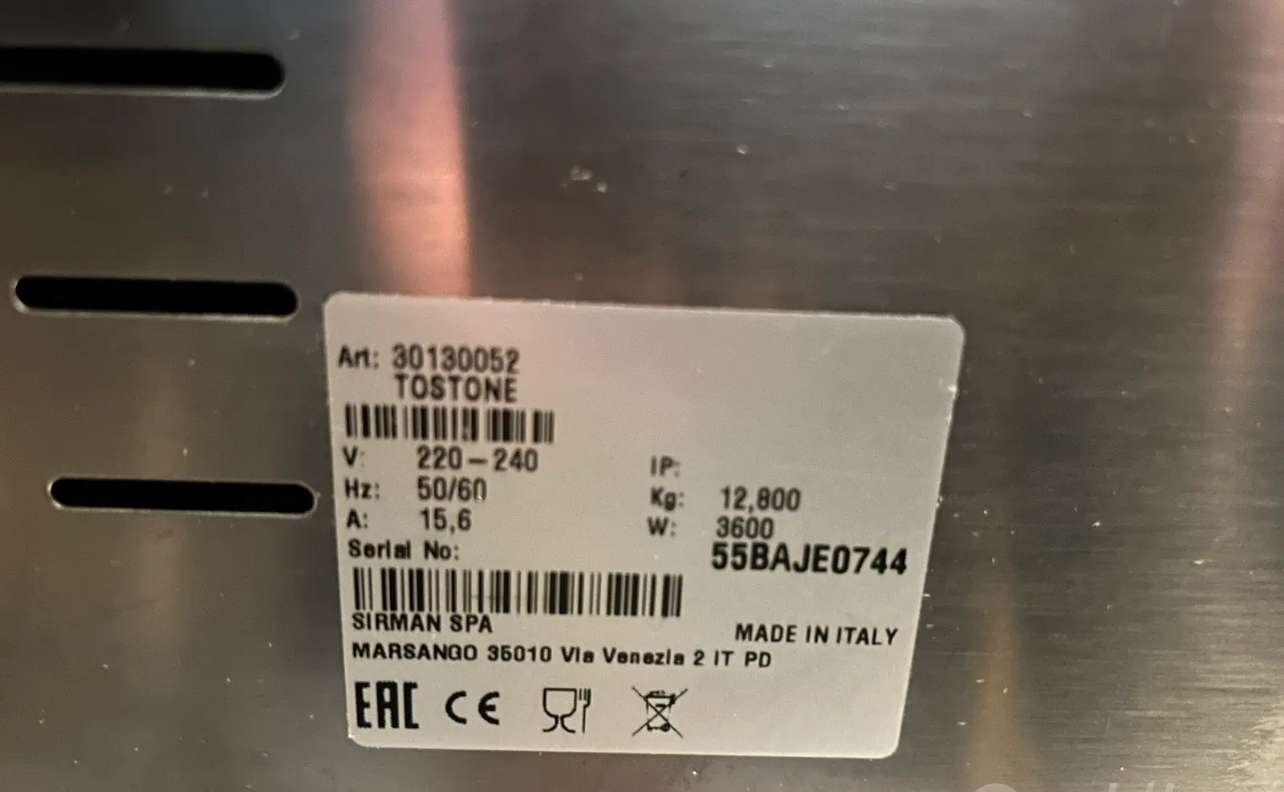 Art: 30130052
TOSTONE
V: 220-240
IP:
Hz: 50/60
Kg: 12,800
A: 15,6
W: 3600
Serial No: 55BAJE0744
SIRMAN SPA
MADE IN ITALY
MARSANGO 35010 Via Venezia 2 IT PD
EAC CE